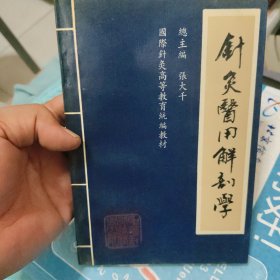 針灸醫用解剖學
總主編 張大千
國際針灸高等教育統編教材